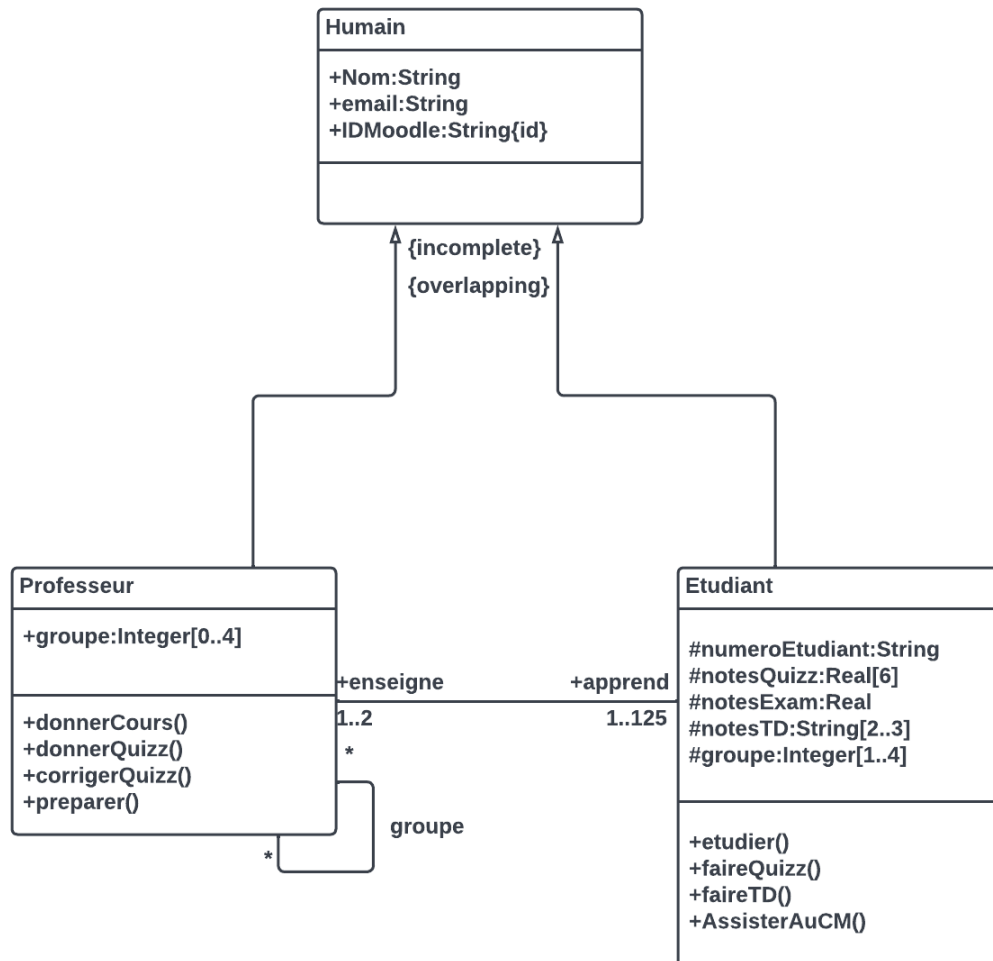 Humain
+Nom:String
+email:String
+IDMoodle:String{id}
{incomplete}
{overlapping}
Professeur
+groupe:Integer[0..4]
+donnerCours()
+donnerQuizz()
+corrigerQuizz()
+preparer()
+enseigne
+apprend
1..2
1..125
*
groupe
*
Etudiant
#numeroEtudiant:String
#notesQuizz:Real[6]
#notesExam:Real
#notesTD:String[2..3]
#groupe:Integer[1..4]
+etudier()
+faireQuizz()
+faireTD()
+AssisterAuCM()